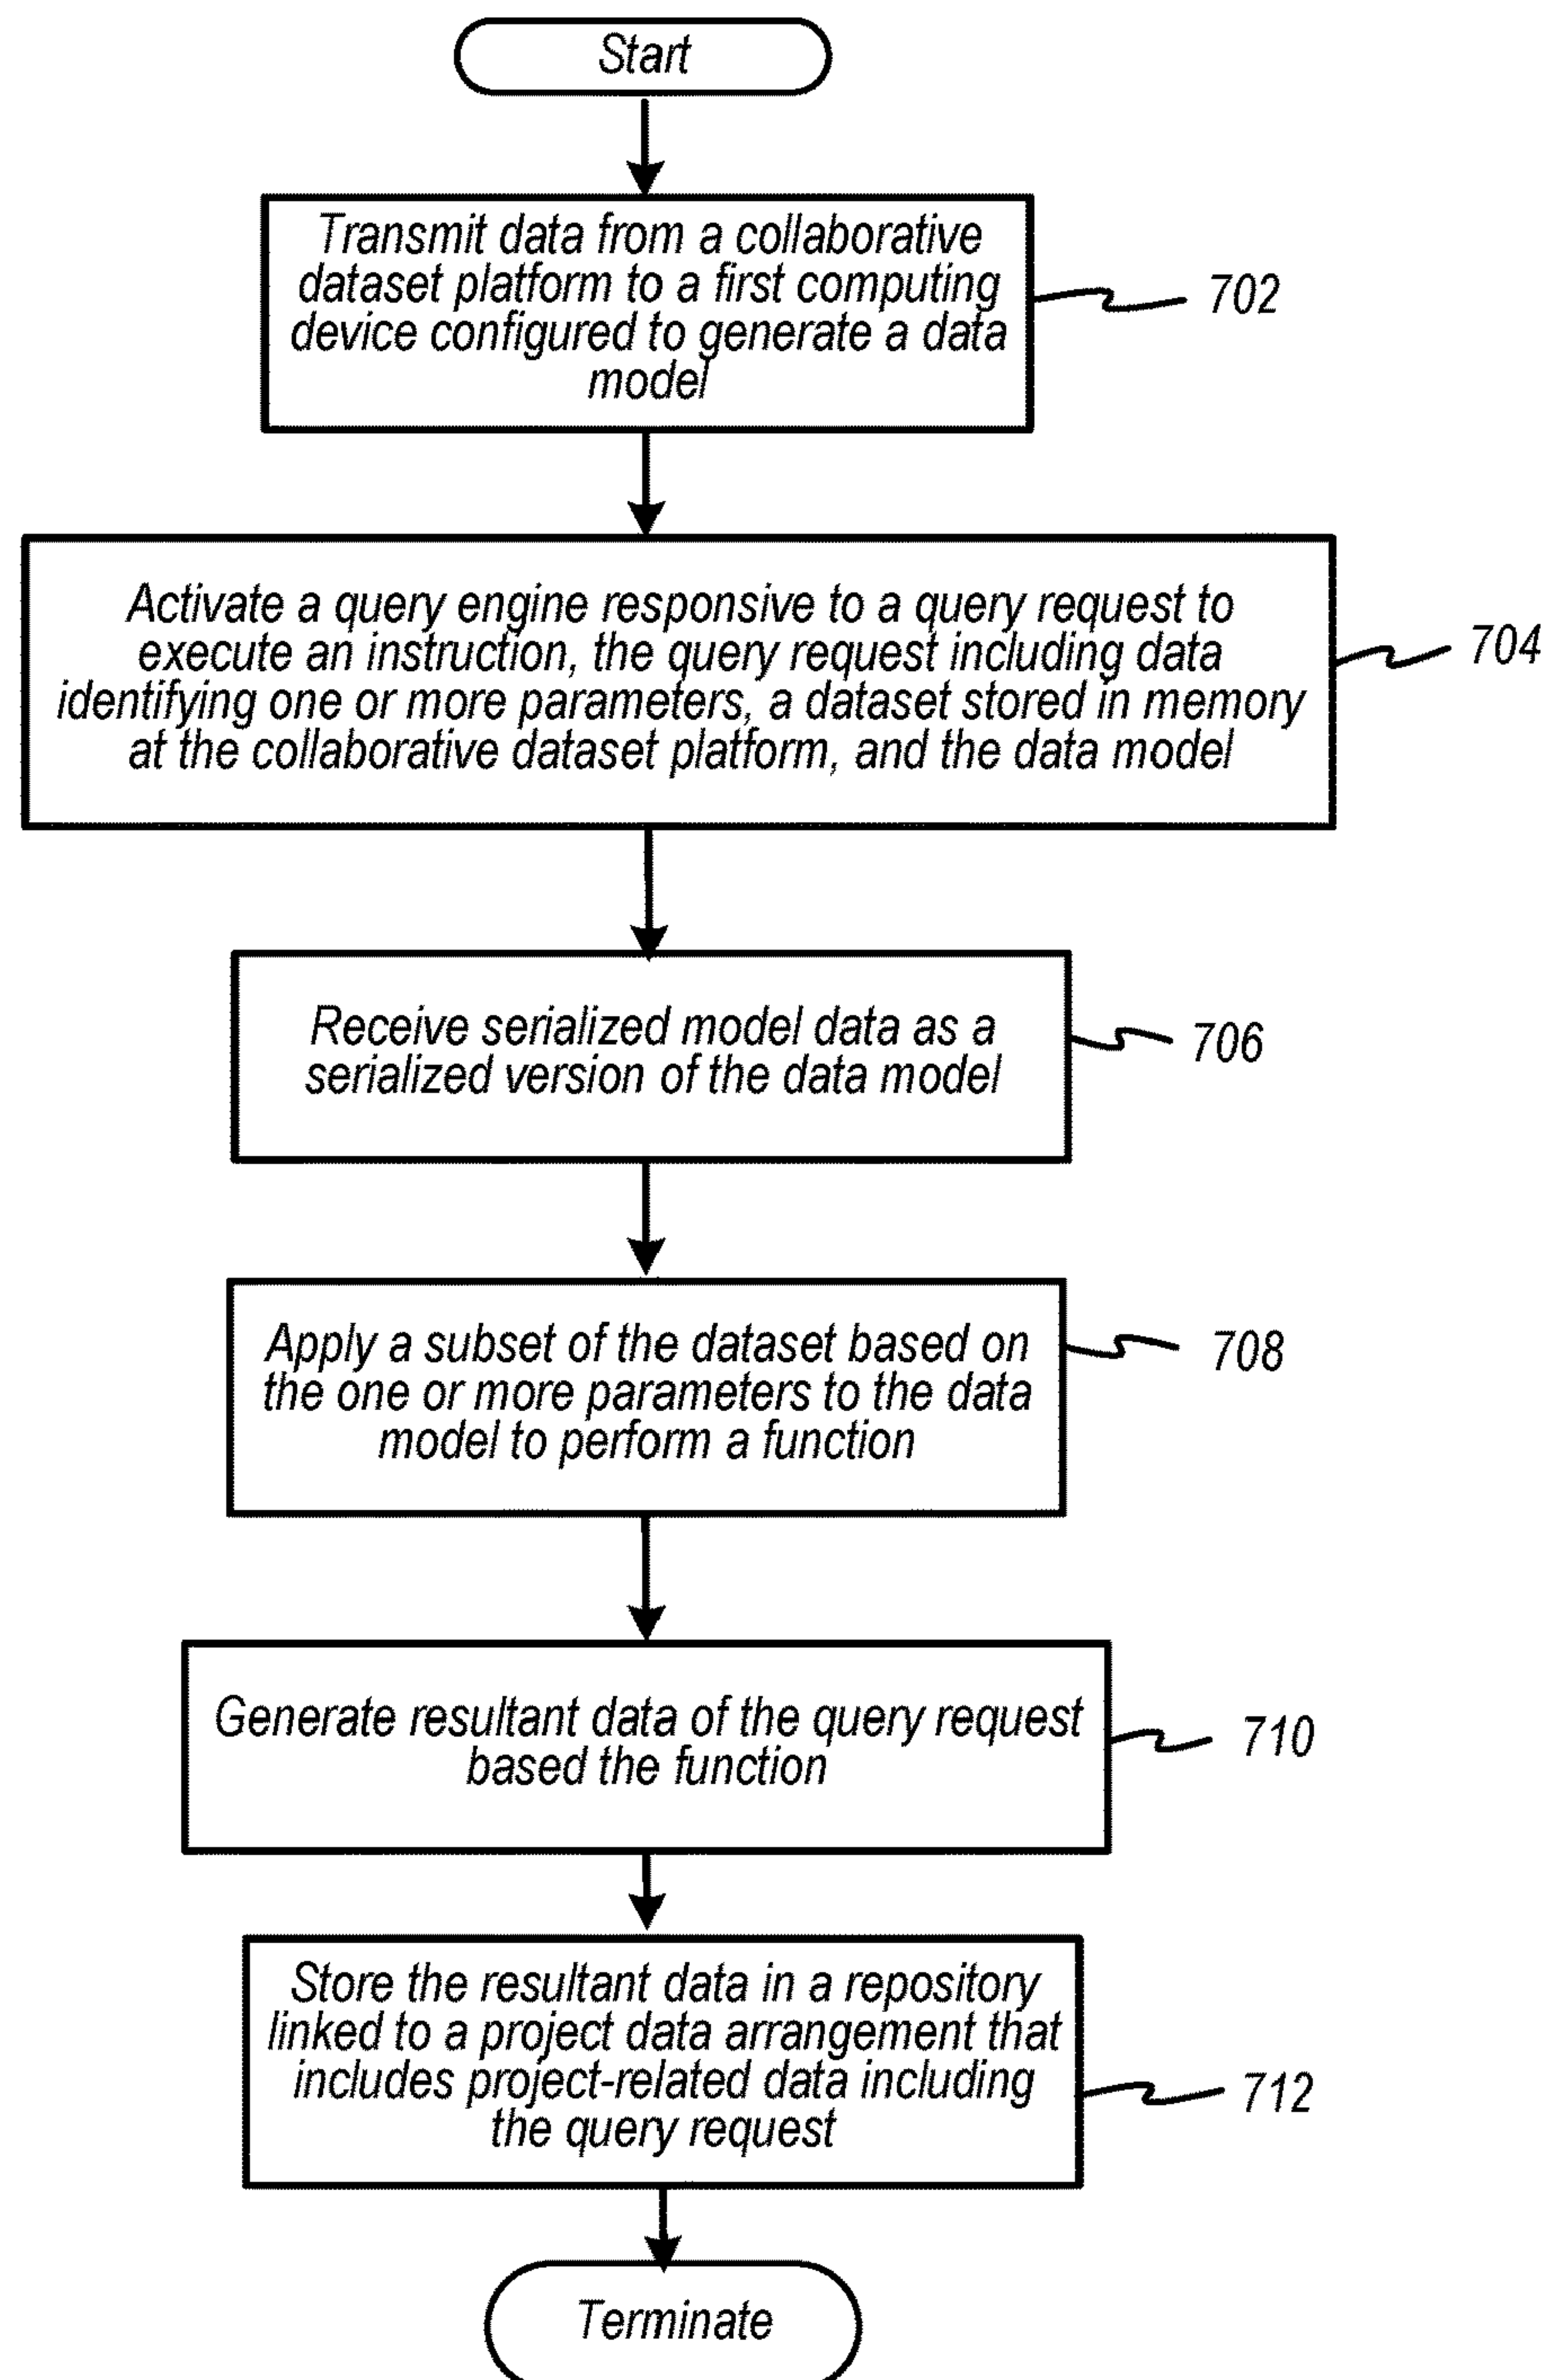 Start
Transmit data from a collaborative
dataset platform to a first computing
device configured to generate a data
model
702
Activate a query engine responsive to a query request to
execute an instruction, the query request including data
identifying one or more parameters, a dataset stored in memory
at the collaborative dataset platform, and the data model
704
Receive serialized model data as a
serialized version of the data model
706
Apply a subset of the dataset based on
the one or more parameters to the data
model to perform a function
708
Generate resultant data of the query request
based the function
710
Store the resultant data in a repository
linked to a project data arrangement that
includes project-related data including
the query request
712
Terminate